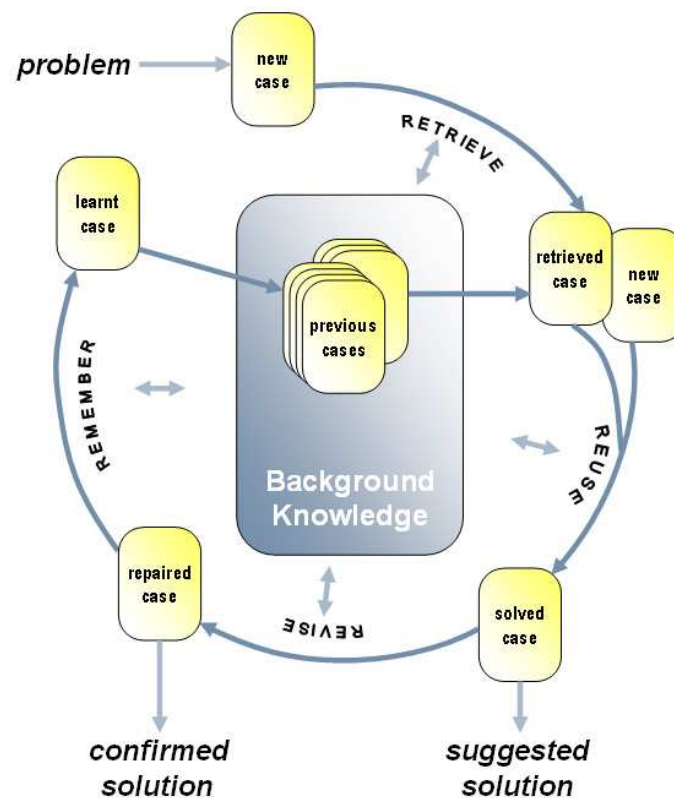 problem
new
case
RETRIEVE
learnt
case
retrieved
case
new
case
previous
cases
REMEMBER
REUSE
Background
Knowledge
repaired
case
solved
case
REVISE
confirmed
solution
suggested
solution